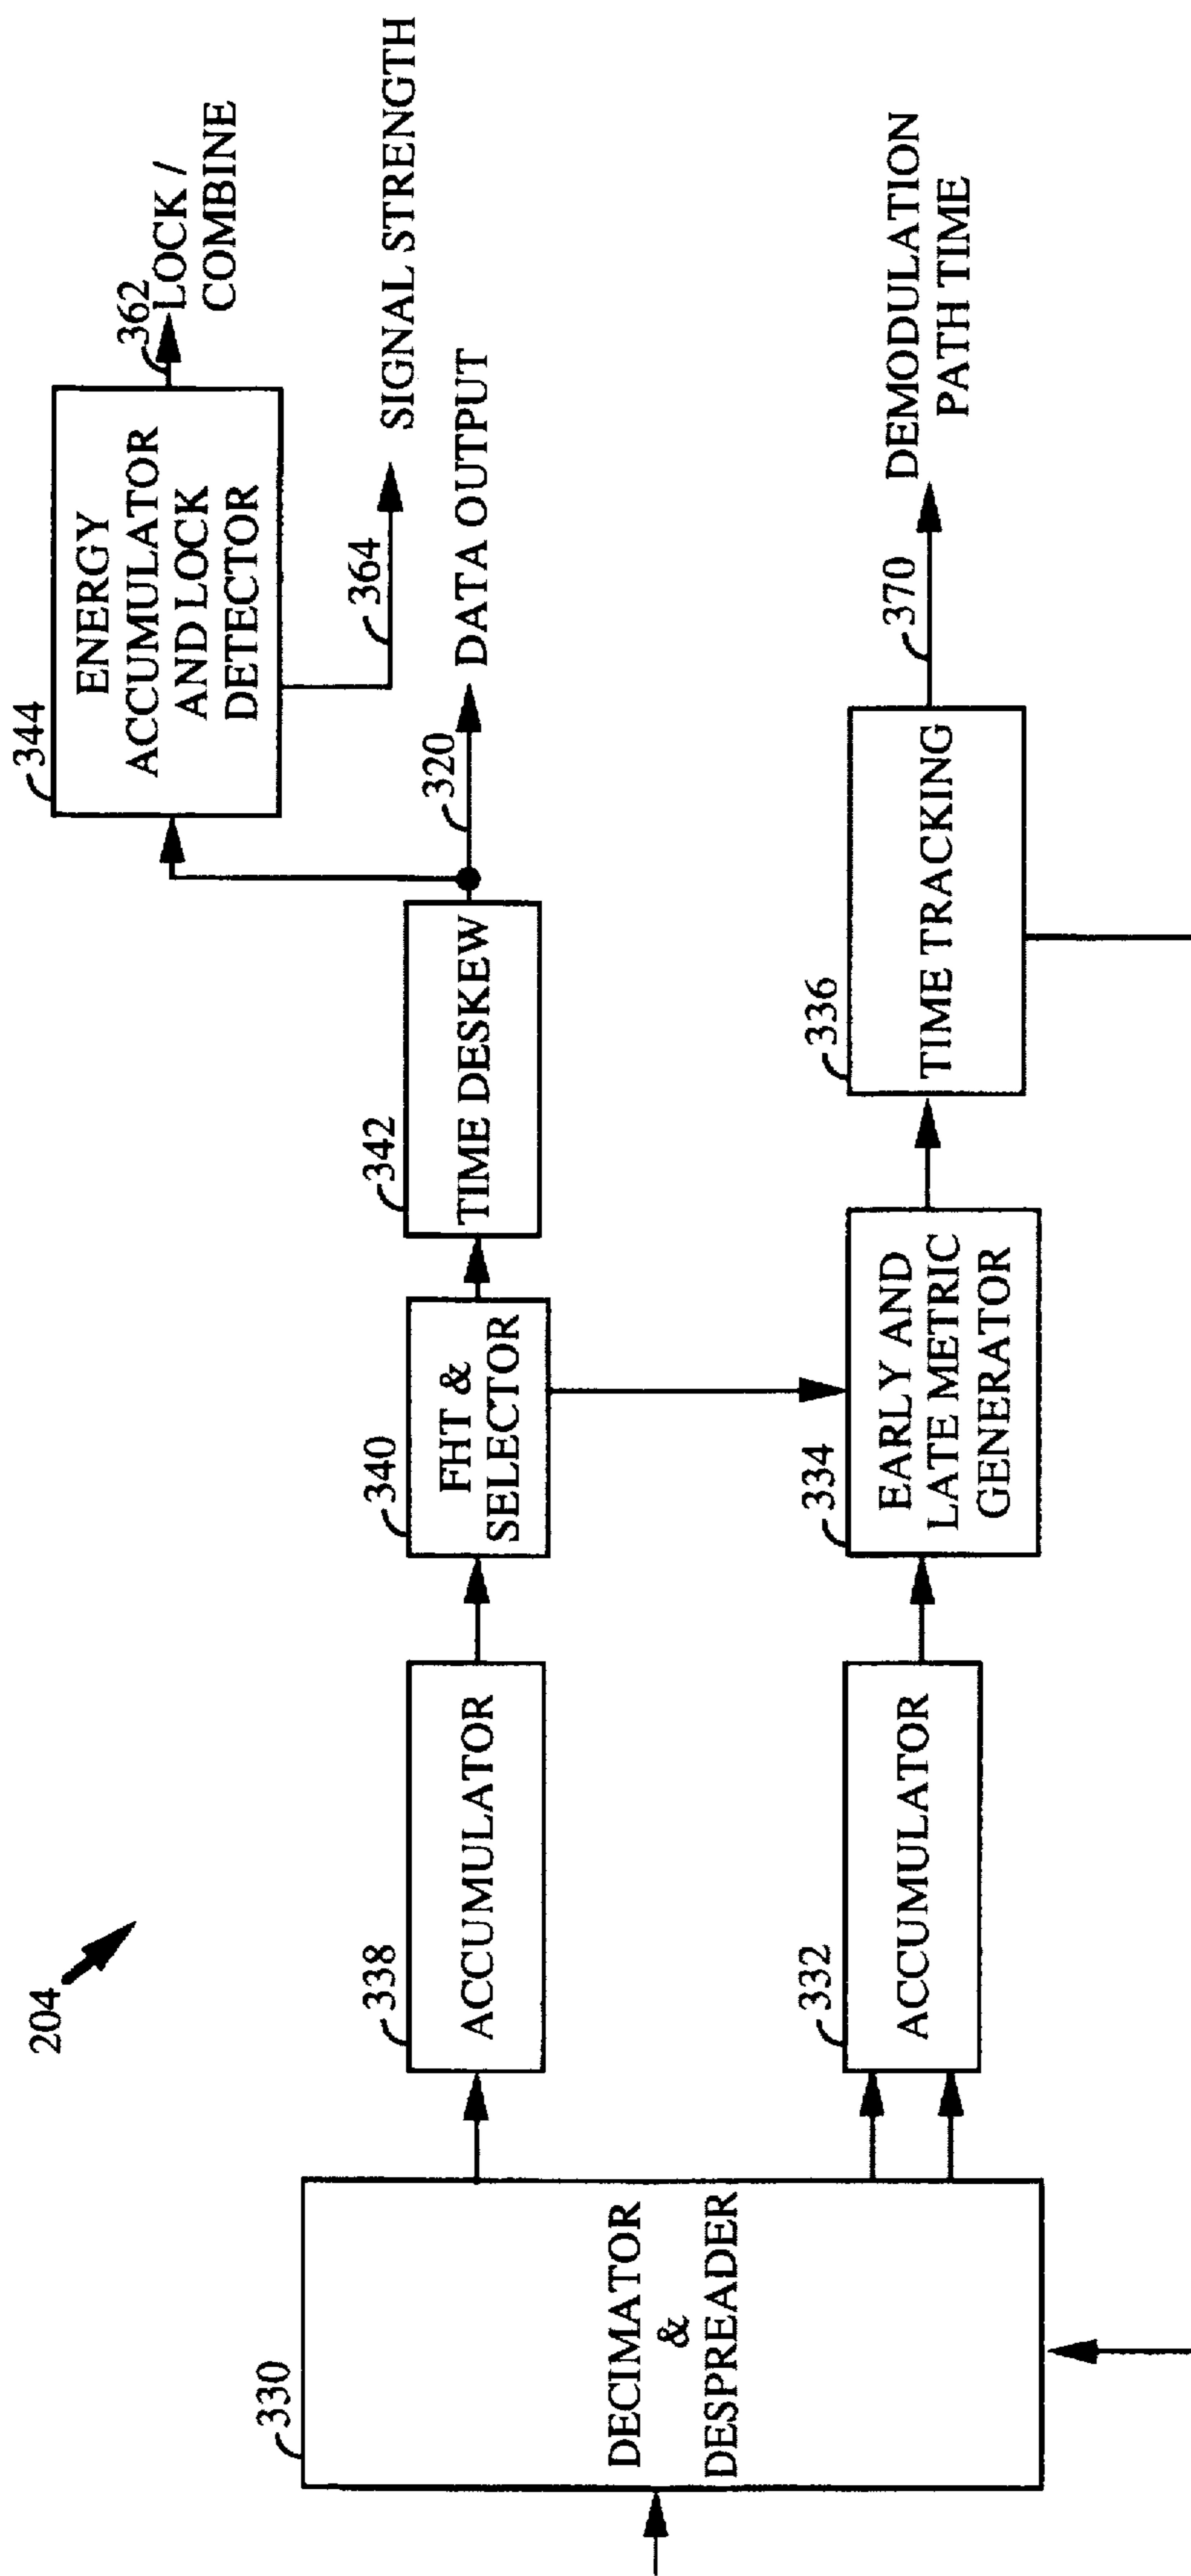 204
330
DECIMATOR
&
DESPREADER
338
ACCUMULATOR
340
FHT &
SELECTOR
342
TIME DESKEW
344
ENERGY
ACCUMULATOR
AND LOCK
DETECTOR
362
LOCK /
COMBINE
364
SIGNAL STRENGTH
320
DATA OUTPUT
332
ACCUMULATOR
334
EARLY AND
LATE METRIC
GENERATOR
336
TIME TRACKING
370
DEMODULATION
PATH TIME